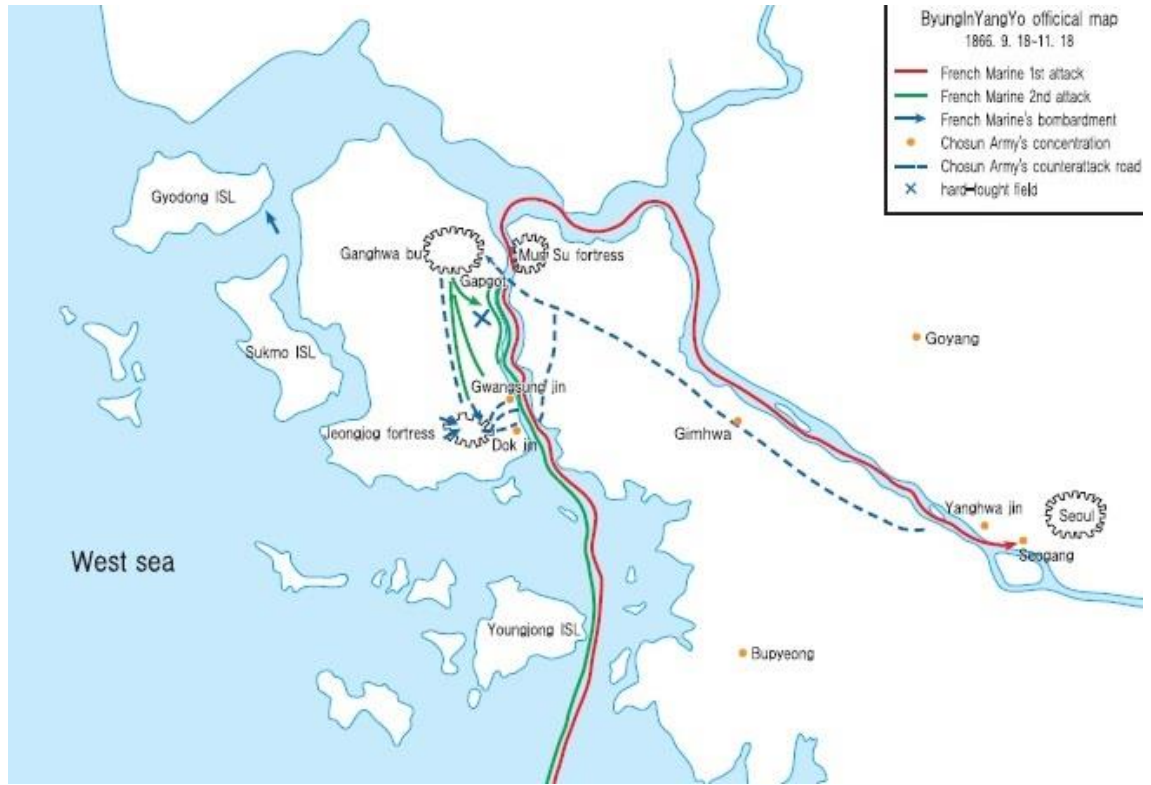 ByungInYangYo officical map
1866. 9. 18~11. 18
French Marine 1st attack
French Marine 2nd attack
French Marine's bombardment
Chosun Army's concentration
Chosun Army's counterattack road
hard-fought field
Gyodong ISL
Ganghwa bu
Mun Su fortress
Gapgot
Sukmo ISL
Goyang
Gwangsung jin
Jeongjog fortress
Dok jin
Gimhwa
Yanghwa jin
Seoul
Seogang
West sea
Youngjong ISL
Bupyeong